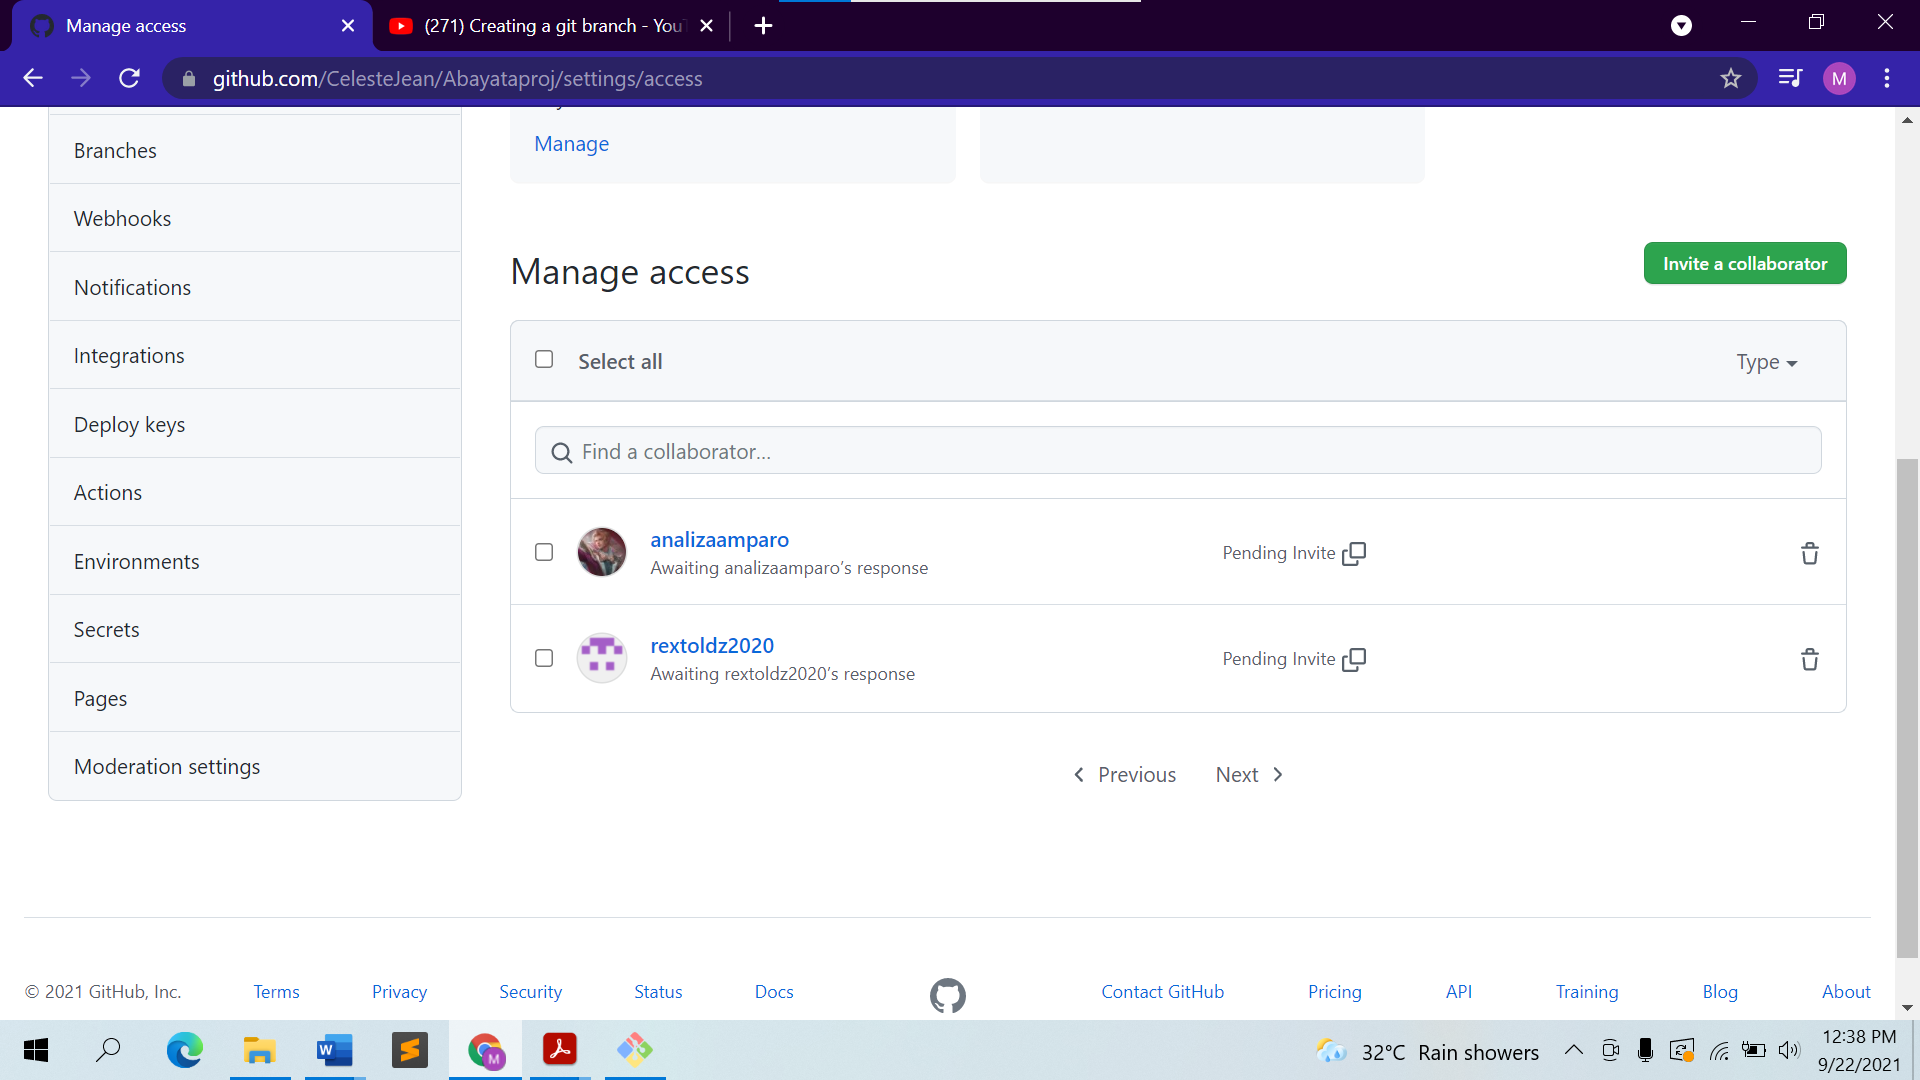 Manage access
(271) Creating a git branch - You
github.com/CelesteJean/Abayataproj/settings/access
M
Branches
Webhooks
Notifications
Integrations
Deploy keys
Actions
Environments
Secrets
Pages
Moderation settings
Manage
Manage access
Invite a collaborator
Select all
Type
Find a collaborator...
analizaamparo
Awaiting analizaamparo's response
Pending Invite
rextoldz2020
Awaiting rextoldz2020's response
Pending Invite
Previous Next
© 2021 GitHub, Inc. Terms Privacy Security Status Docs Contact GitHub Pricing API Training Blog About
32°C Rain showers
12:38 PM
9/22/2021